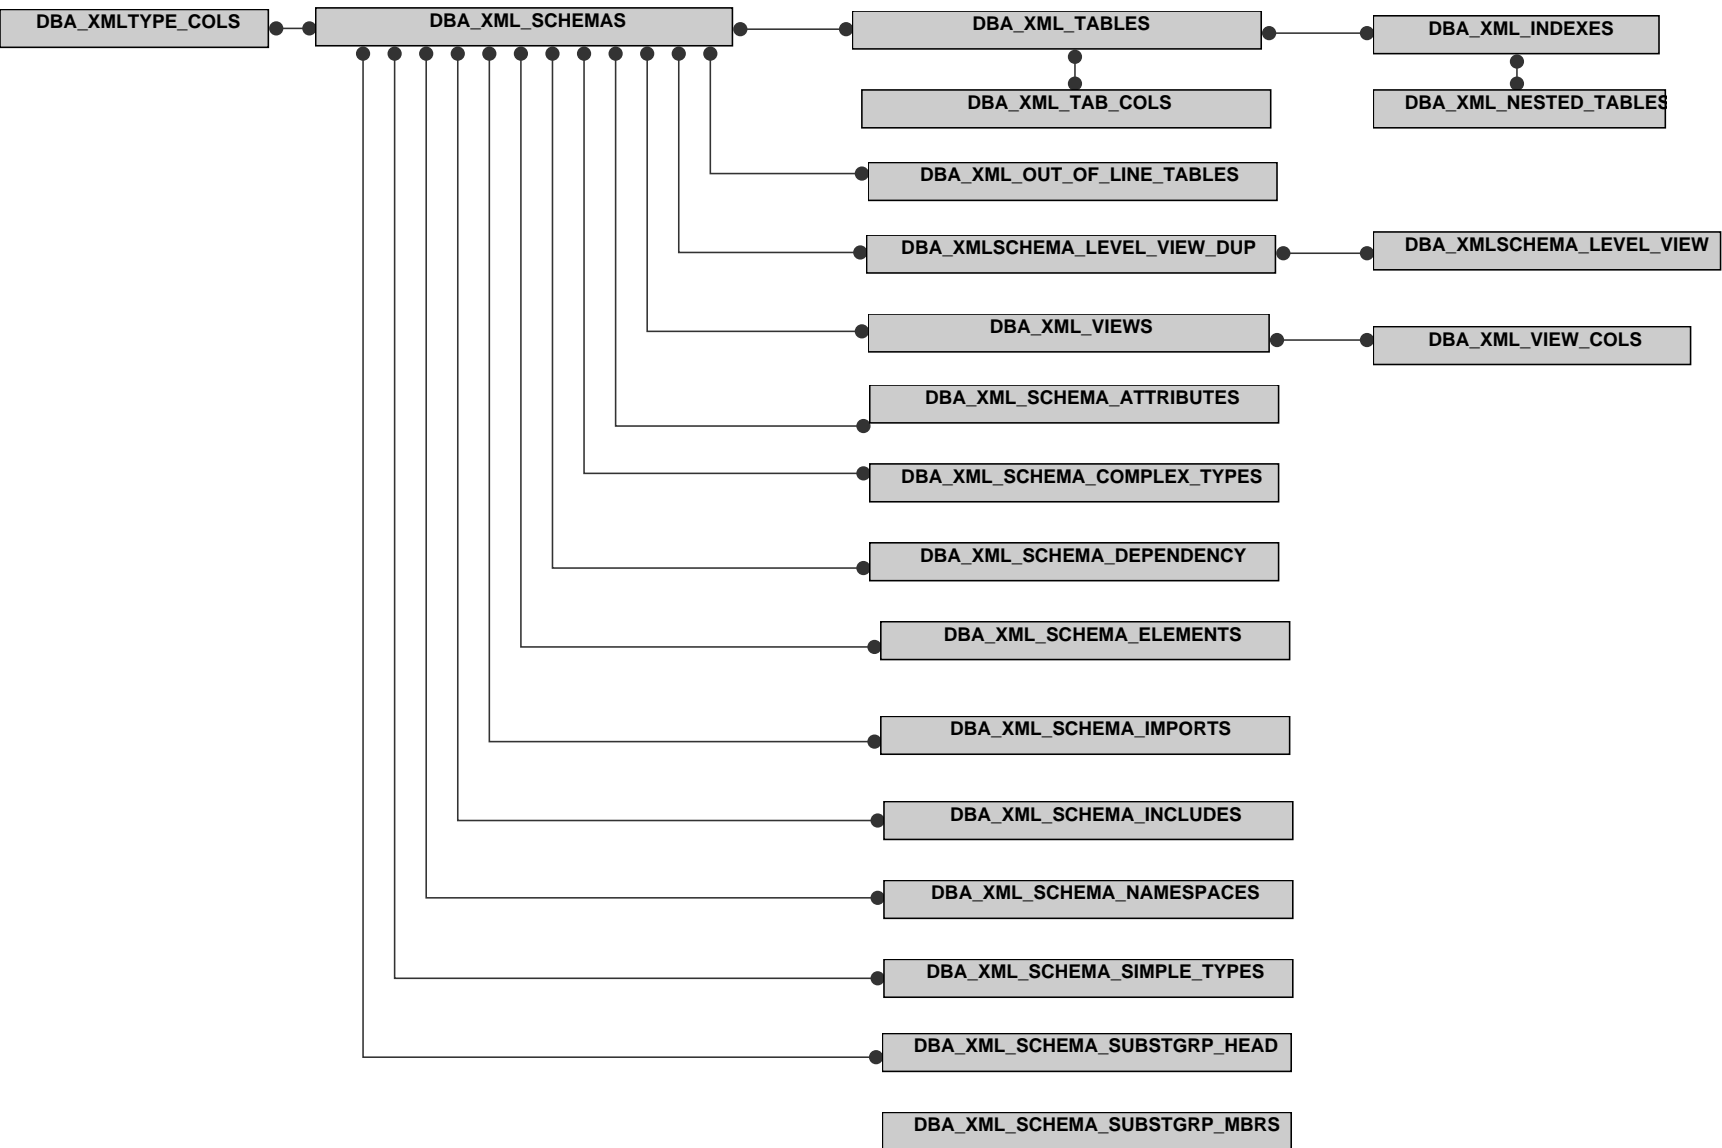 DBA_XMLTYPE_COLS
DBA_XML_SCHEMAS
DBA_XML_TABLES
DBA_XML_INDEXES
DBA_XML_TAB_COLS
DBA_XML_NESTED_TABLES
DBA_XML_OUT_OF_LINE_TABLES
DBA_XMLSCHEMA_LEVEL_VIEW_DUP
DBA_XMLSCHEMA_LEVEL_VIEW
DBA_XML_VIEWS
DBA_XML_VIEW_COLS
DBA_XML_SCHEMA_ATTRIBUTES
DBA_XML_SCHEMA_COMPLEX_TYPES
DBA_XML_SCHEMA_DEPENDENCY
DBA_XML_SCHEMA_ELEMENTS
DBA_XML_SCHEMA_IMPORTS
DBA_XML_SCHEMA_INCLUDES
DBA_XML_SCHEMA_NAMESPACES
DBA_XML_SCHEMA_SIMPLE_TYPES
DBA_XML_SCHEMA_SUBSTGRP_HEAD
DBA_XML_SCHEMA_SUBSTGRP_MBRS